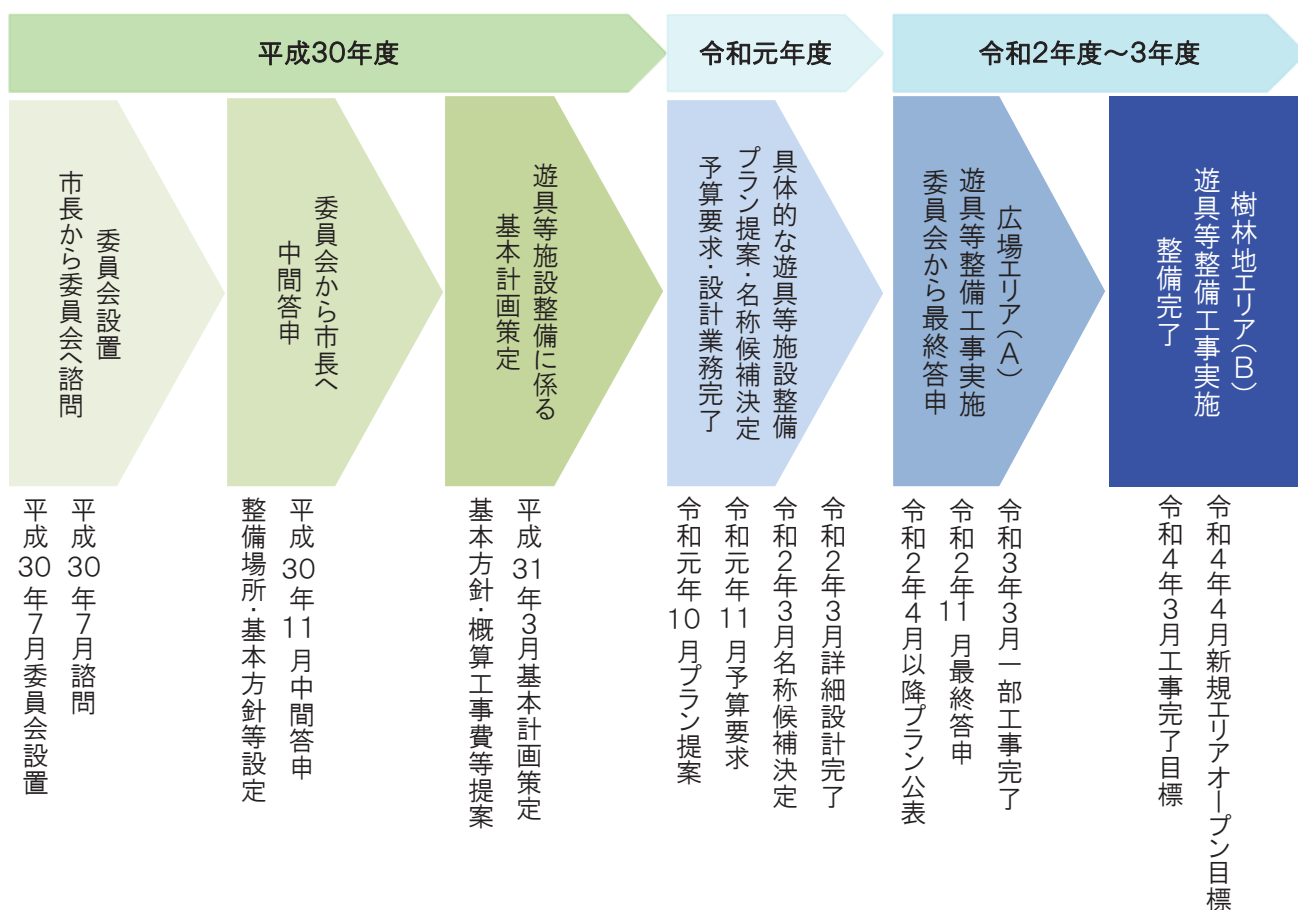 平成30年度
令和元年度
令和2年度～3年度
委員会設置
市長から委員会へ諮問
委員会から市長へ
中間答申
遊具等施設整備に係る
基本計画策定
具体的な遊具等施設整備
プラン提案・名称候補決定
予算要求・設計業務完了
広場エリア（A）
遊具等整備工事実施
委員会から最終答申
樹林地エリア（B）
遊具等整備工事実施
整備完了
平成30年7月諮問
平成30年7月委員会設置
平成30年11月中間答申
整備場所・基本方針等設定
平成31年3月基本計画策定
基本方針・概算工事費等提案
令和2年3月詳細設計完了
令和2年3月名称候補決定
令和元年11月予算要求
令和元年10月プラン提案
令和3年3月一部工事完了
令和2年11月最終答申
令和2年4月以降プラン公表
令和4年4月新規エリアオープン目標
令和4年3月工事完了目標